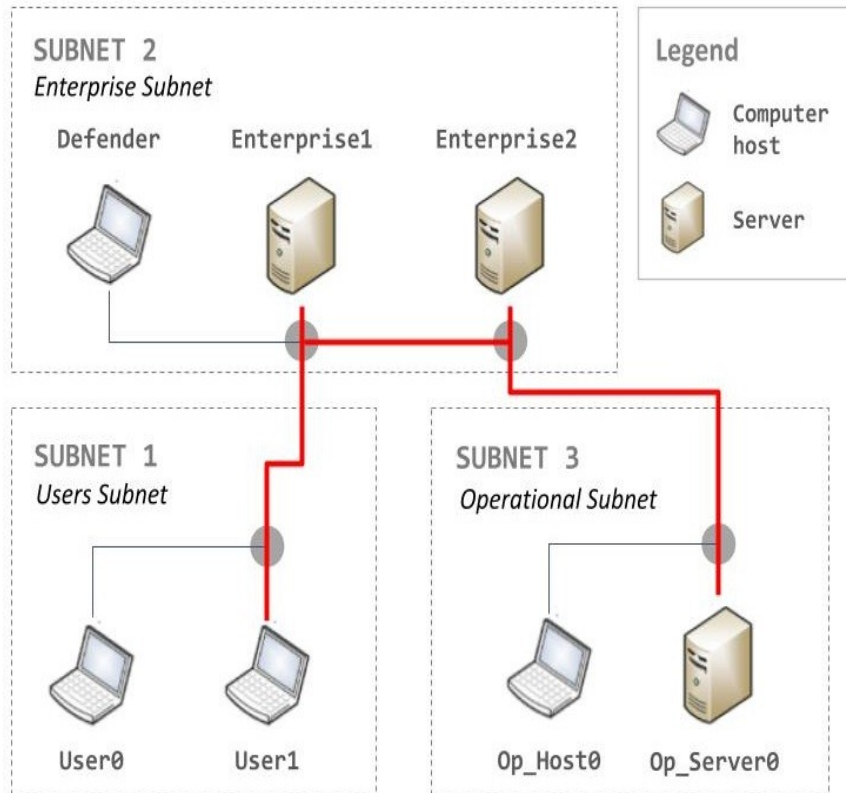 SUBNET 2
Enterprise Subnet
Defender
Enterprise1
Enterprise2
Legend
Computer
host
Server
SUBNET 1
Users Subnet
User0
User1
SUBNET 3
Operational Subnet
Op_Host0
Op_Server0